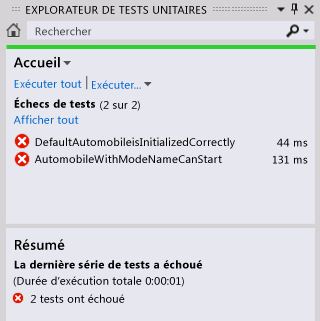 EXPLORATEUR DE TESTS UNITAIRES
Rechercher
Accueil
Exécuter tout | Exécuter...
Échecs de tests (2 sur 2)
Afficher tout
DefaultAutomobileisInitializedCorrectly 44 ms
AutomobileWithModeNameCanStart 131 ms
Résumé
La dernière série de tests a échoué
(Durée d'exécution totale 0:00:01)
2 tests ont échoué